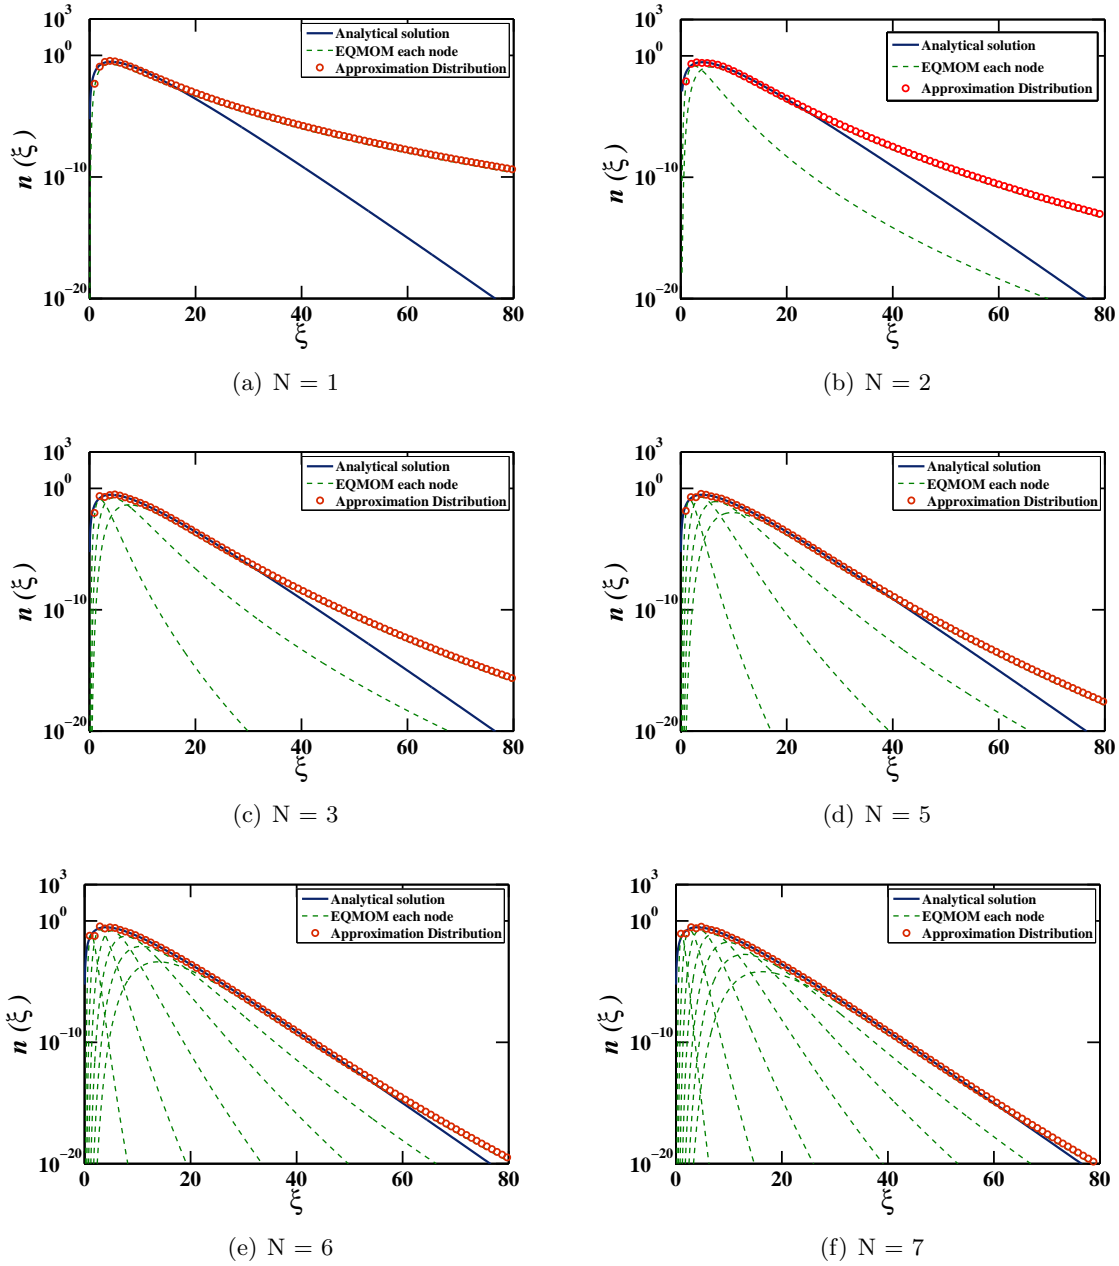 10^3
10^0
10^-10
10^-20
n (ξ)
0 20 40 60 80
ξ
Analytical solution
EQMOM each node
Approximation Distribution
(a) N = 1
10^3
10^0
10^-10
10^-20
n (ξ)
0 20 40 60 80
ξ
Analytical solution
EQMOM each node
Approximation Distribution
(b) N = 2
10^3
10^0
10^-10
10^-20
n (ξ)
0 20 40 60 80
ξ
Analytical solution
EQMOM each node
Approximation Distribution
(c) N = 3
10^3
10^0
10^-10
10^-20
n (ξ)
0 20 40 60 80
ξ
Analytical solution
EQMOM each node
Approximation Distribution
(d) N = 5
10^3
10^0
10^-10
10^-20
n (ξ)
0 20 40 60 80
ξ
Analytical solution
EQMOM each node
Approximation Distribution
(e) N = 6
10^3
10^0
10^-10
10^-20
n (ξ)
0 20 40 60 80
ξ
Analytical solution
EQMOM each node
Approximation Distribution
(f) N = 7